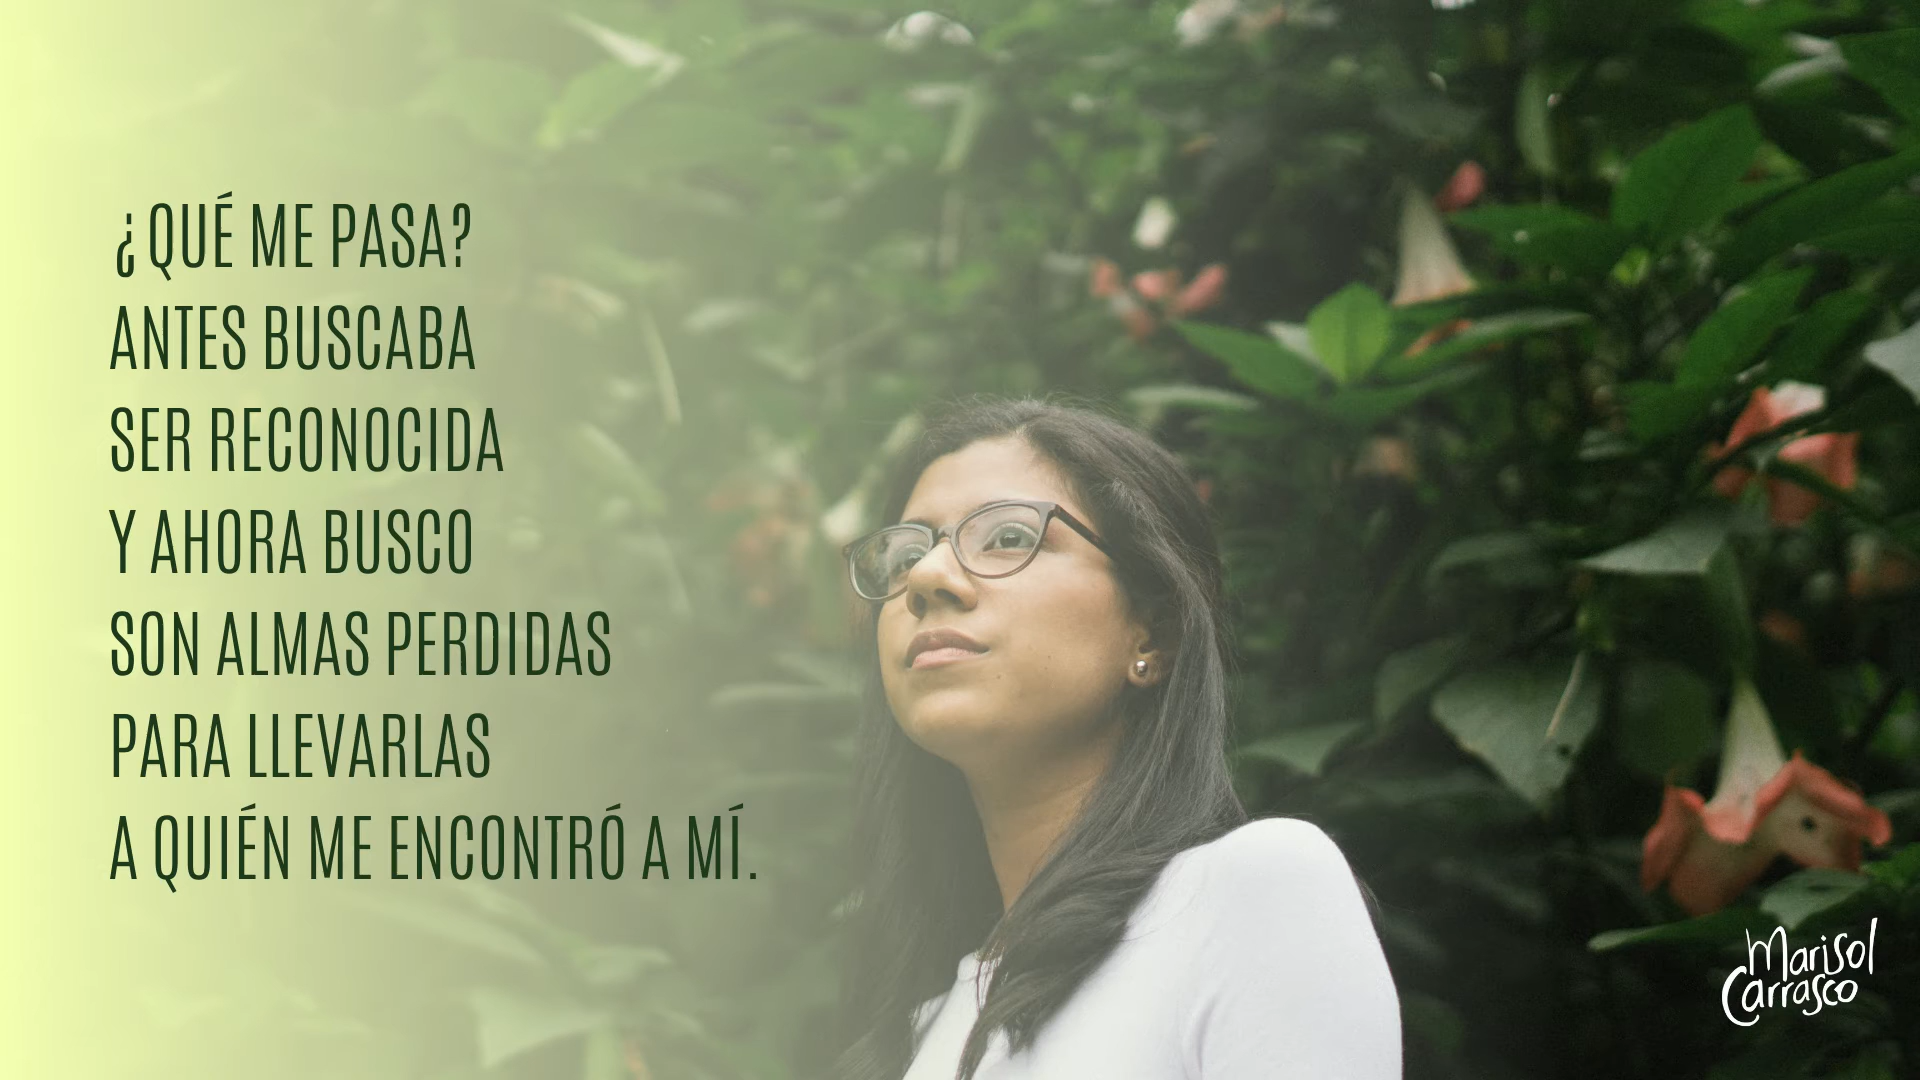 ¿QUÉ ME PASA?
ANTES BUSCABA
SER RECONOCIDA
Y AHORA BUSCO
SON ALMAS PERDIDAS
PARA LLEVARLAS
A QUIÉN ME ENCONTRÓ A MÍ.
Marisol
Carrasco